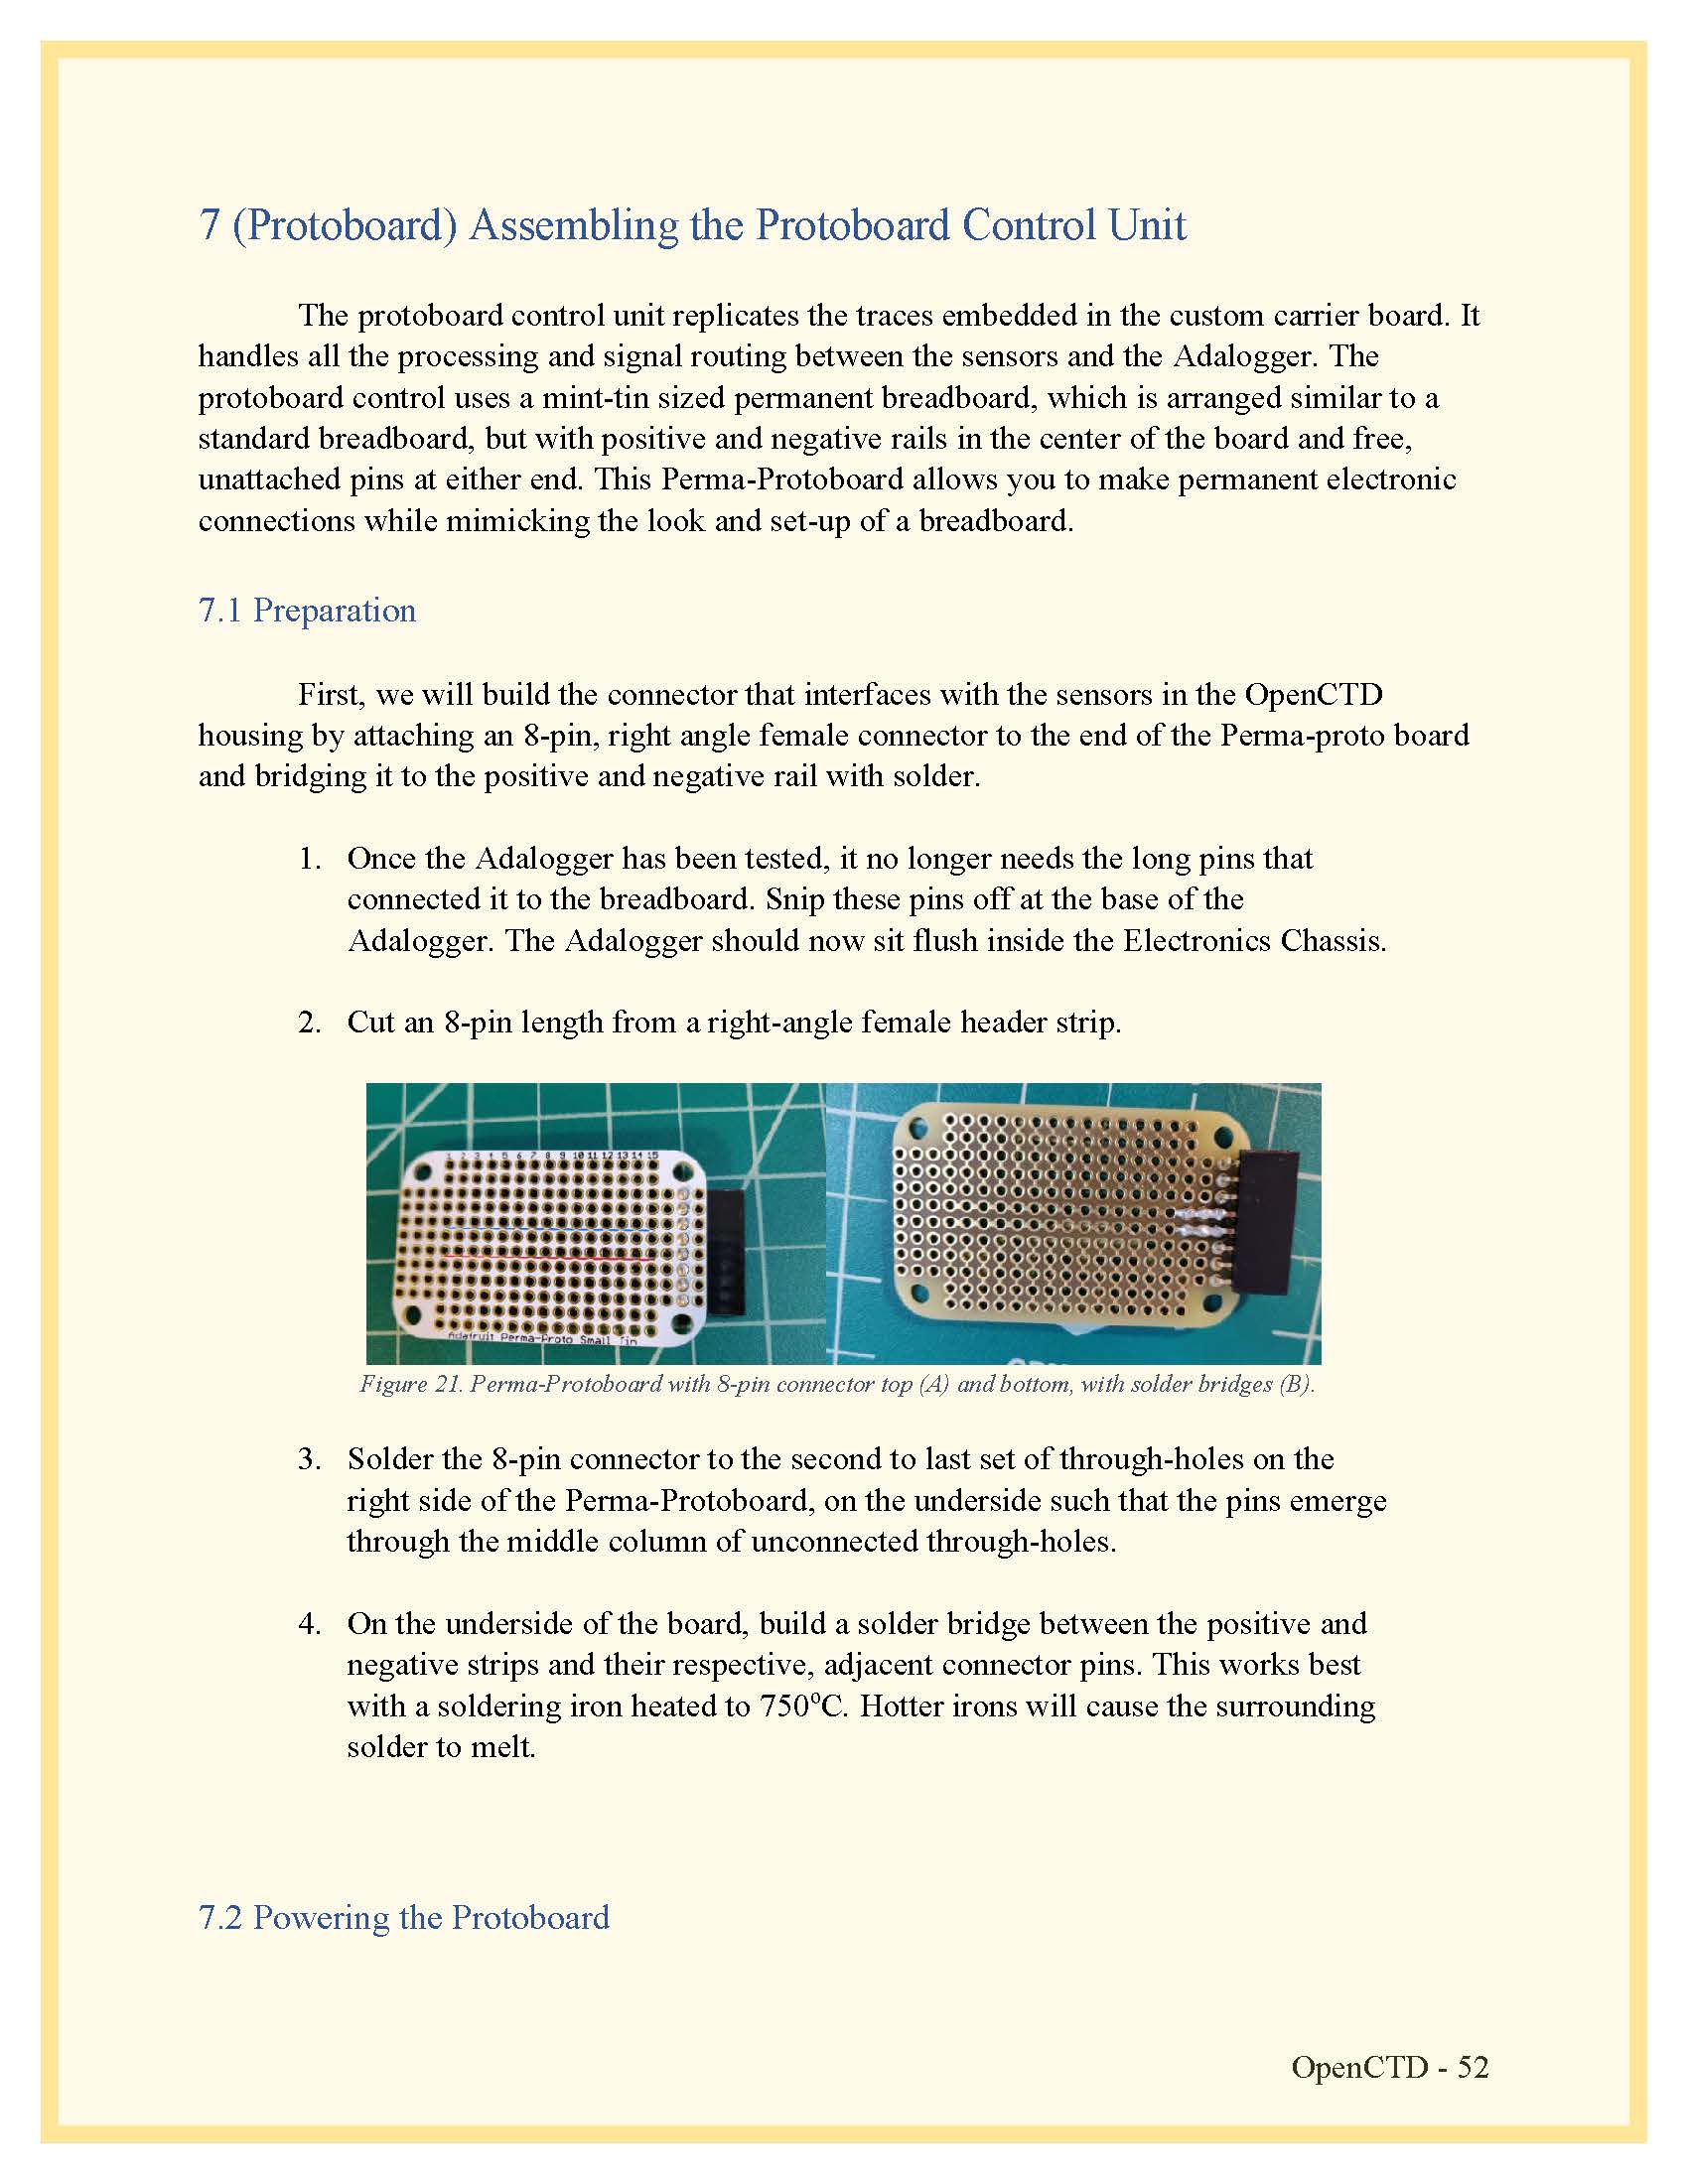 7 (Protoboard) Assembling the Protoboard Control Unit
The protoboard control unit replicates the traces embedded in the custom carrier board. It
handles all the processing and signal routing between the sensors and the Adalogger. The
protoboard control uses a mint-tin sized permanent breadboard, which is arranged similar to a
standard breadboard, but with positive and negative rails in the center of the board and free,
unattached pins at either end. This Perma-Protoboard allows you to make permanent electronic
connections while mimicking the look and set-up of a breadboard.
7.1 Preparation
First, we will build the connector that interfaces with the sensors in the OpenCTD
housing by attaching an 8-pin, right angle female connector to the end of the Perma-proto board
and bridging it to the positive and negative rail with solder.
1. Once the Adalogger has been tested, it no longer needs the long pins that
connected it to the breadboard. Snip these pins off at the base of the
Adalogger. The Adalogger should now sit flush inside the Electronics Chassis.
2. Cut an 8-pin length from a right-angle female header strip.
1 2 3 4 5 6 7 8 9 10 11 12 13 14 15
Adafruit Perma-Proto Small Tin
Figure 21. Perma-Protoboard with 8-pin connector top (A) and bottom, with solder bridges (B).
3. Solder the 8-pin connector to the second to last set of through-holes on the
right side of the Perma-Protoboard, on the underside such that the pins emerge
through the middle column of unconnected through-holes.
4. On the underside of the board, build a solder bridge between the positive and
negative strips and their respective, adjacent connector pins. This works best
with a soldering iron heated to 750ºC. Hotter irons will cause the surrounding
solder to melt.
7.2 Powering the Protoboard
OpenCTD - 52